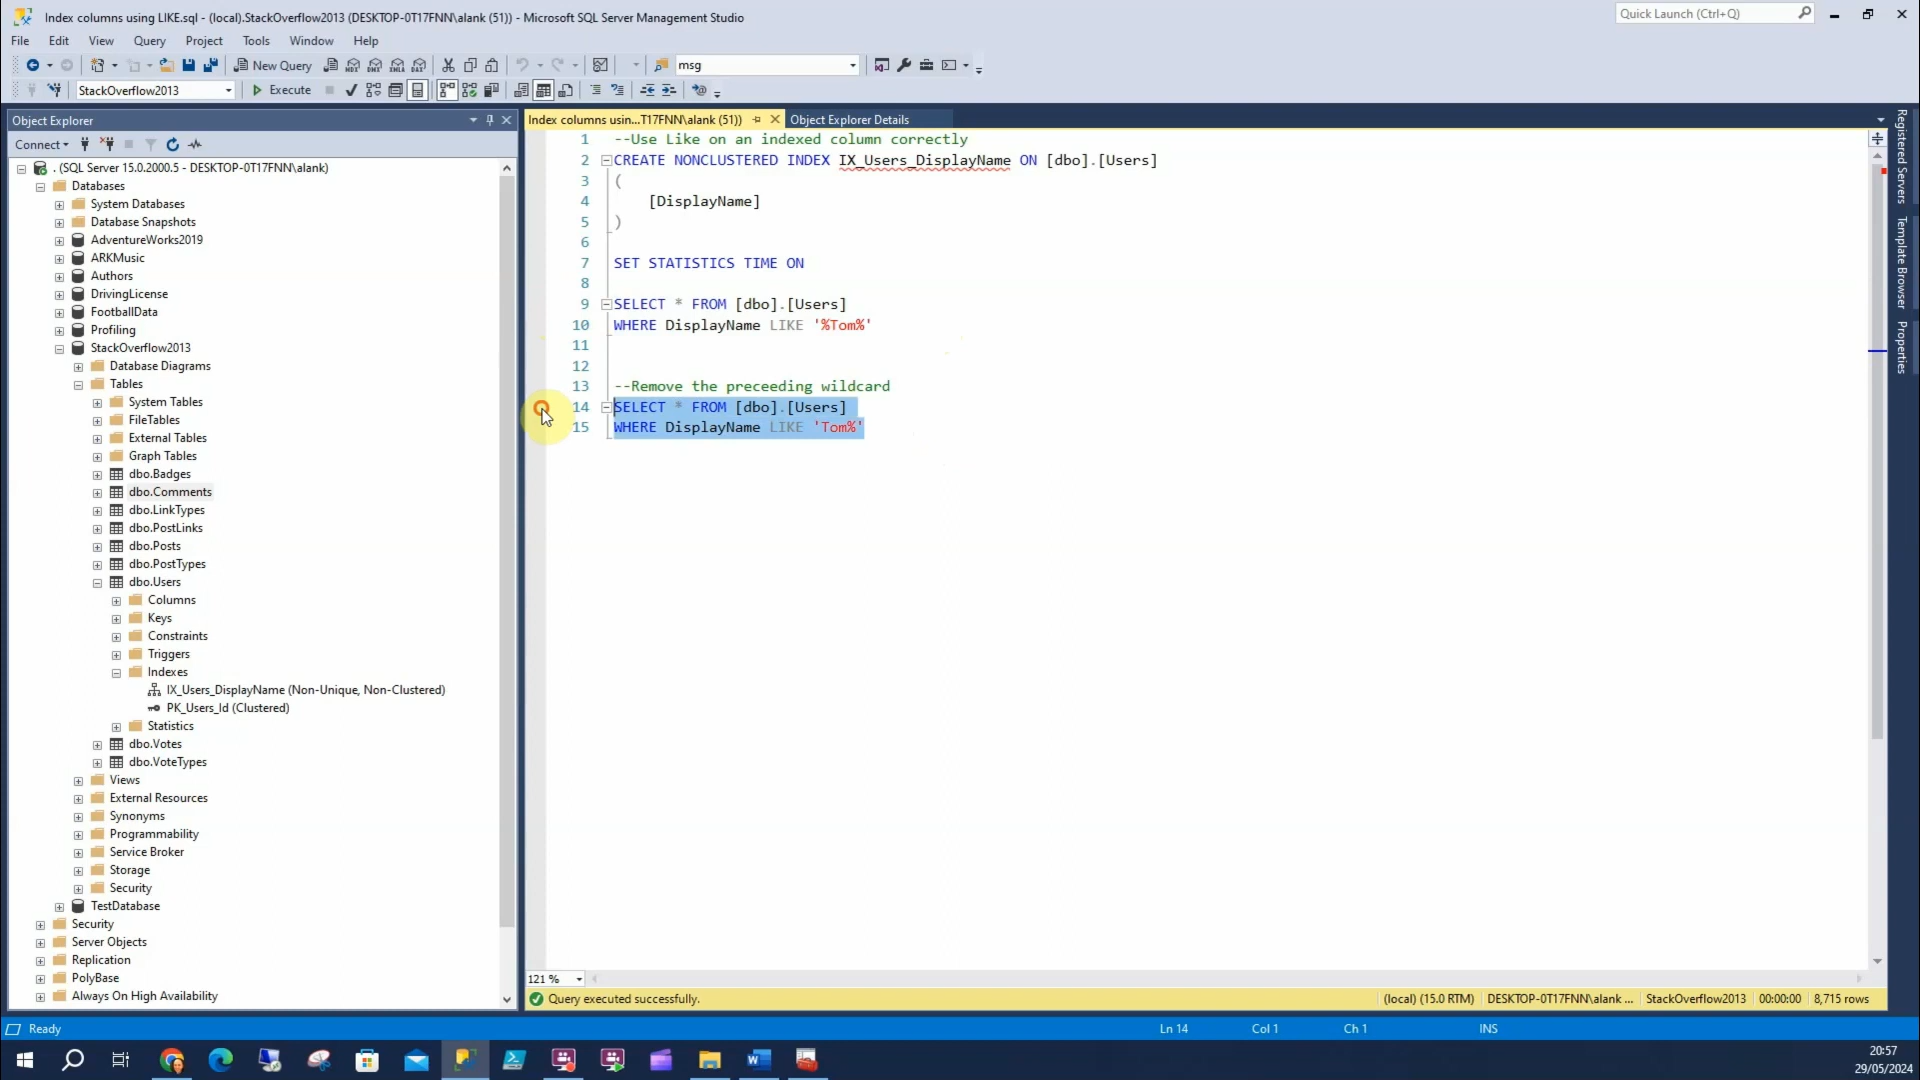 Index columns using LIKE.sql - (local).StackOverflow2013 (DESKTOP-0T17FNN\alank (51)) - Microsoft SQL Server Management Studio
Quick Launch (Ctrl+Q)
File Edit View Query Project Tools Window Help
New Query
msg
StackOverflow2013
Execute
Object Explorer
Connect
. (SQL Server 15.0.2000.5 - DESKTOP-0T17FNN\alank)
Databases
System Databases
Database Snapshots
AdventureWorks2019
ARKMusic
Authors
DrivingLicense
FootballData
Profiling
StackOverflow2013
Database Diagrams
Tables
System Tables
FileTables
External Tables
Graph Tables
dbo.Badges
dbo.Comments
dbo.LinkTypes
dbo.PostLinks
dbo.Posts
dbo.PostTypes
dbo.Users
Columns
Keys
Constraints
Triggers
Indexes
IX_Users_DisplayName (Non-Unique, Non-Clustered)
PK_Users_Id (Clustered)
Statistics
dbo.Votes
dbo.VoteTypes
Views
External Resources
Synonyms
Programmability
Service Broker
Storage
Security
TestDatabase
Security
Server Objects
Replication
PolyBase
Always On High Availability
Index columns usin...T17FNN\alank (51))
Object Explorer Details
1 --Use Like on an indexed column correctly
2 CREATE NONCLUSTERED INDEX IX_Users_DisplayName ON [dbo].[Users]
3 (
4 [DisplayName]
5 )
6
7 SET STATISTICS TIME ON
8
9 SELECT * FROM [dbo].[Users]
10 WHERE DisplayName LIKE '%Tom%'
11
12
13 --Remove the preceeding wildcard
14 SELECT * FROM [dbo].[Users]
15 WHERE DisplayName LIKE 'Tom%'
121 %
Query executed successfully.
(local) (15.0 RTM) DESKTOP-0T17FNN\alank ... StackOverflow2013 00:00:00 8,715 rows
Registered Servers
Template Browser
Properties
Ready
Ln 14 Col 1 Ch 1 INS
20:57
29/05/2024